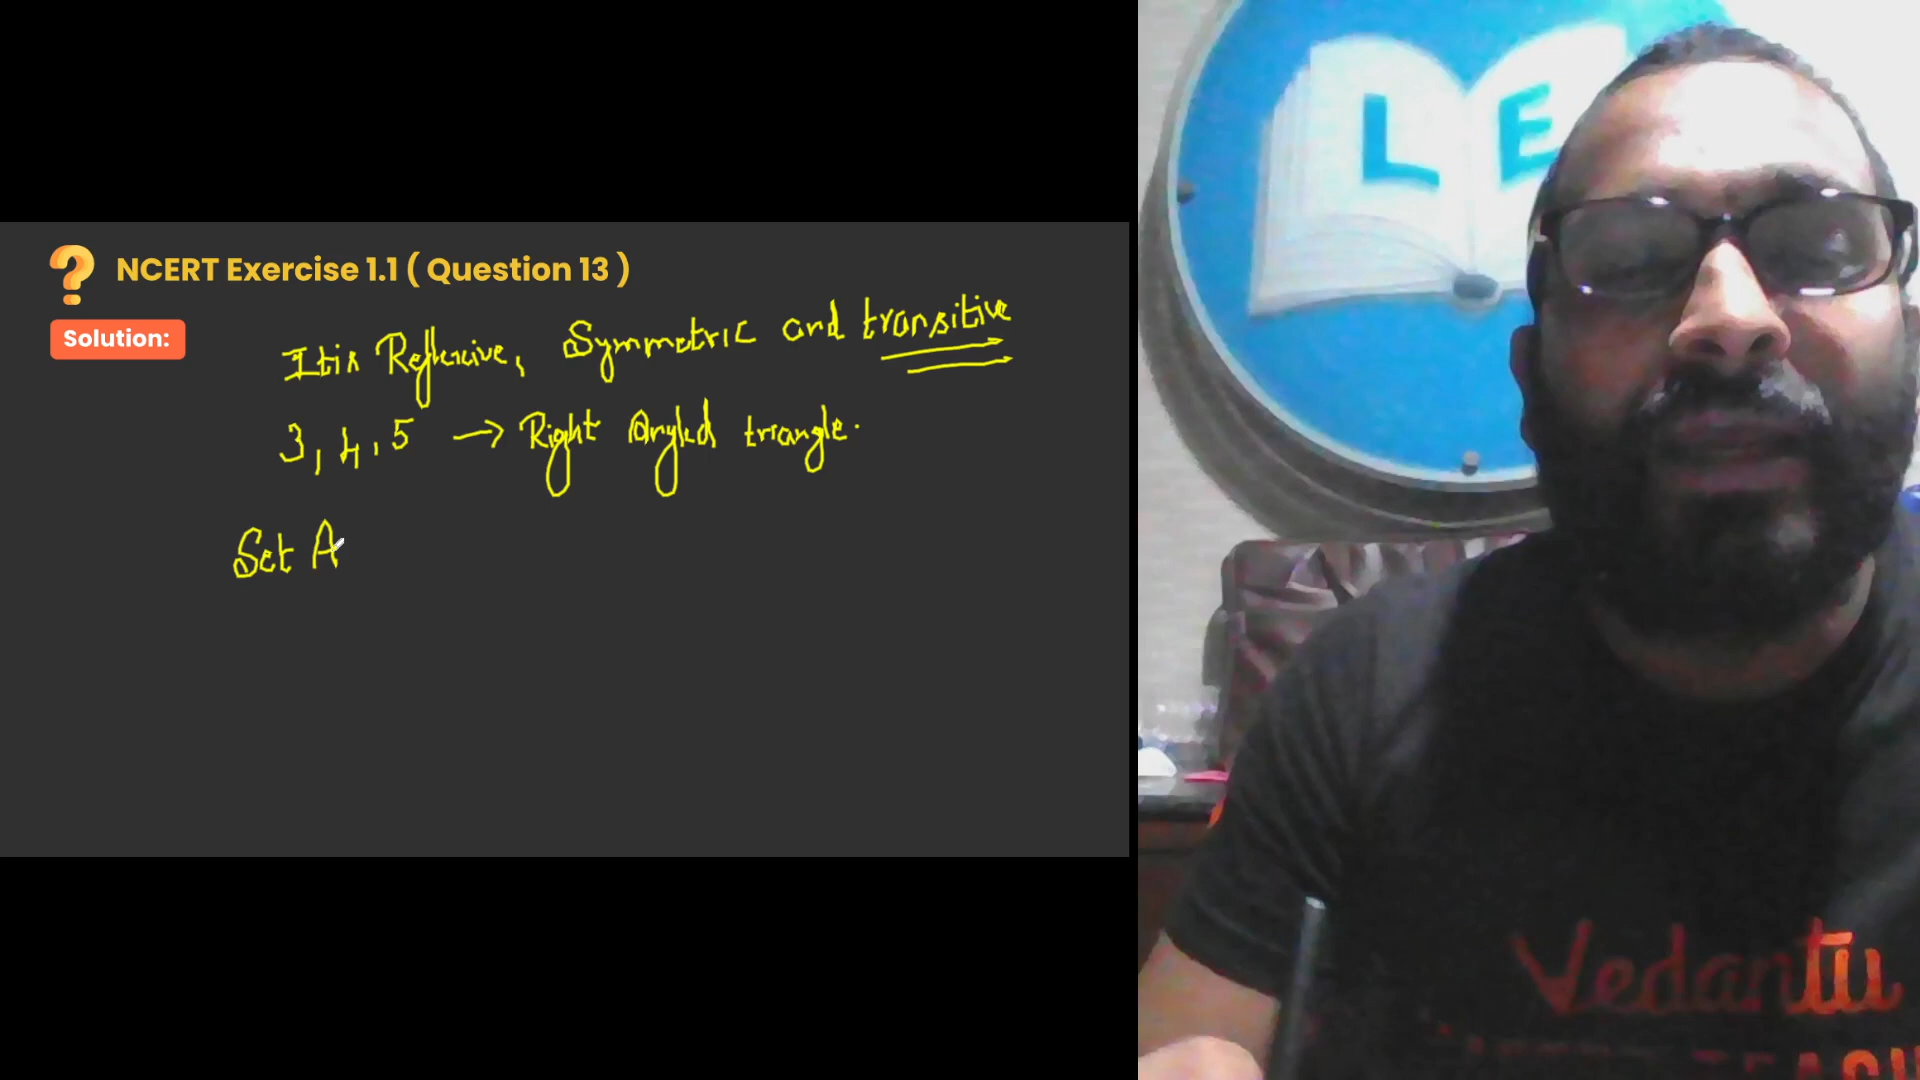 NCERT Exercise 1.1 ( Question 13 )
Solution:
It is Reflexive, Symmetric and transitive
3, 4, 5 → Right Angled triangle.
Set A
L E
Vedantu